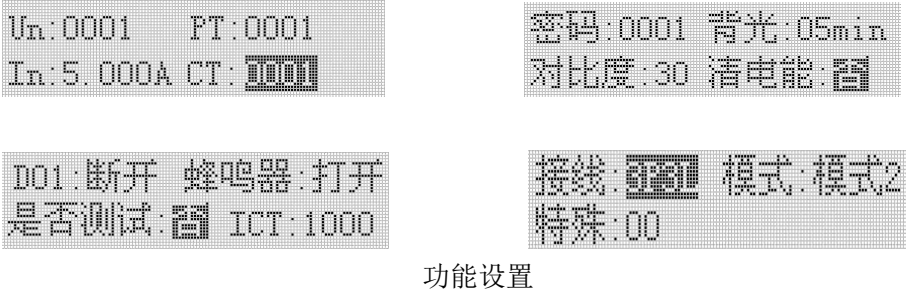 Un:0001 PT:0001
In:5.000A CT:0001
密码:0001 背光:05min
对比度:30 清电能:否
DO1:断开 蜂鸣器:打开
是否测试:否 ICT:1000
接线:3P3L 模式:模式2
特殊:00
功能设置